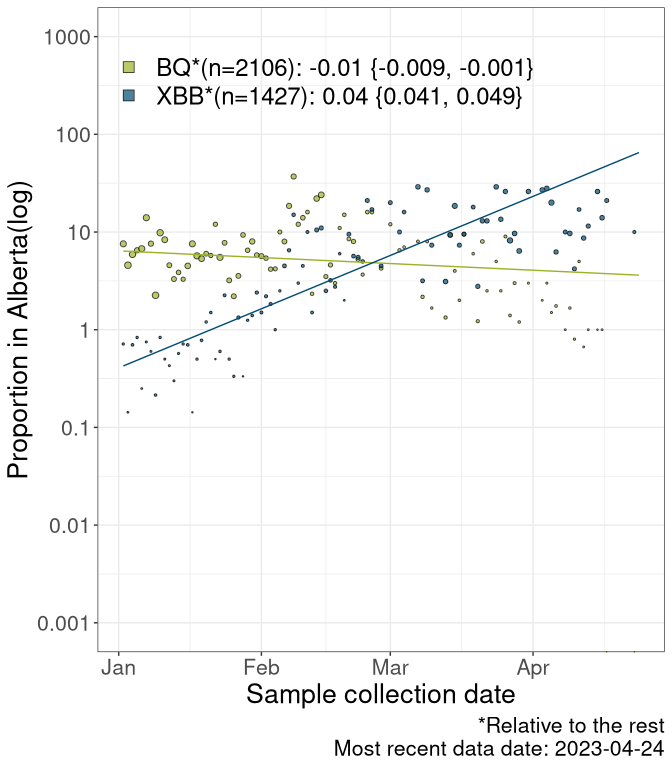 1000
100
10
1
0.1
0.01
0.001
Proportion in Alberta(log)
BQ*(n=2106): -0.01 {-0.009, -0.001}
XBB*(n=1427): 0.04 {0.041, 0.049}
Jan Feb Mar Apr
Sample collection date
*Relative to the rest
Most recent data date: 2023-04-24